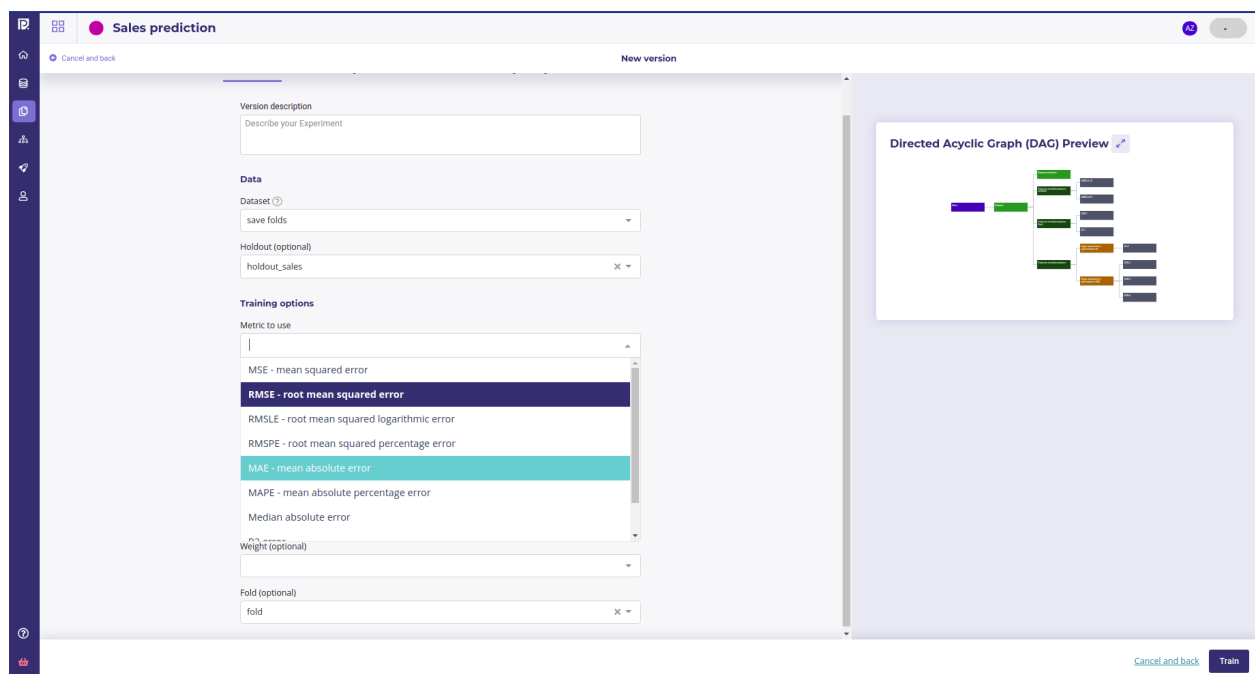 Sales prediction
AZ
Cancel and back
New version
Version description
Describe your Experiment
Data
Dataset ?
save folds
Holdout (optional)
holdout_sales
Training options
Metric to use
MSE - mean squared error
RMSE - root mean squared error
RMSLE - root mean squared logarithmic error
RMSPE - root mean squared percentage error
MAE - mean absolute error
MAPE - mean absolute percentage error
Median absolute error
Weight (optional)
Fold (optional)
fold
Directed Acyclic Graph (DAG) Preview
Cancel and back
Train